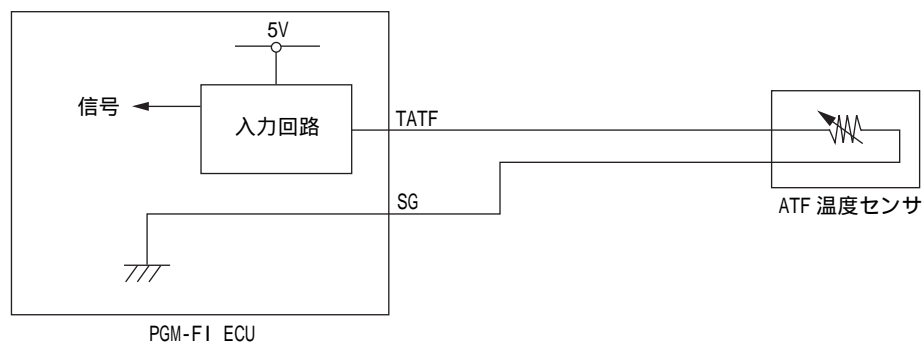 5V
信号
入力回路
TATF
SG
ATF 温度センサ
PGM-FI ECU